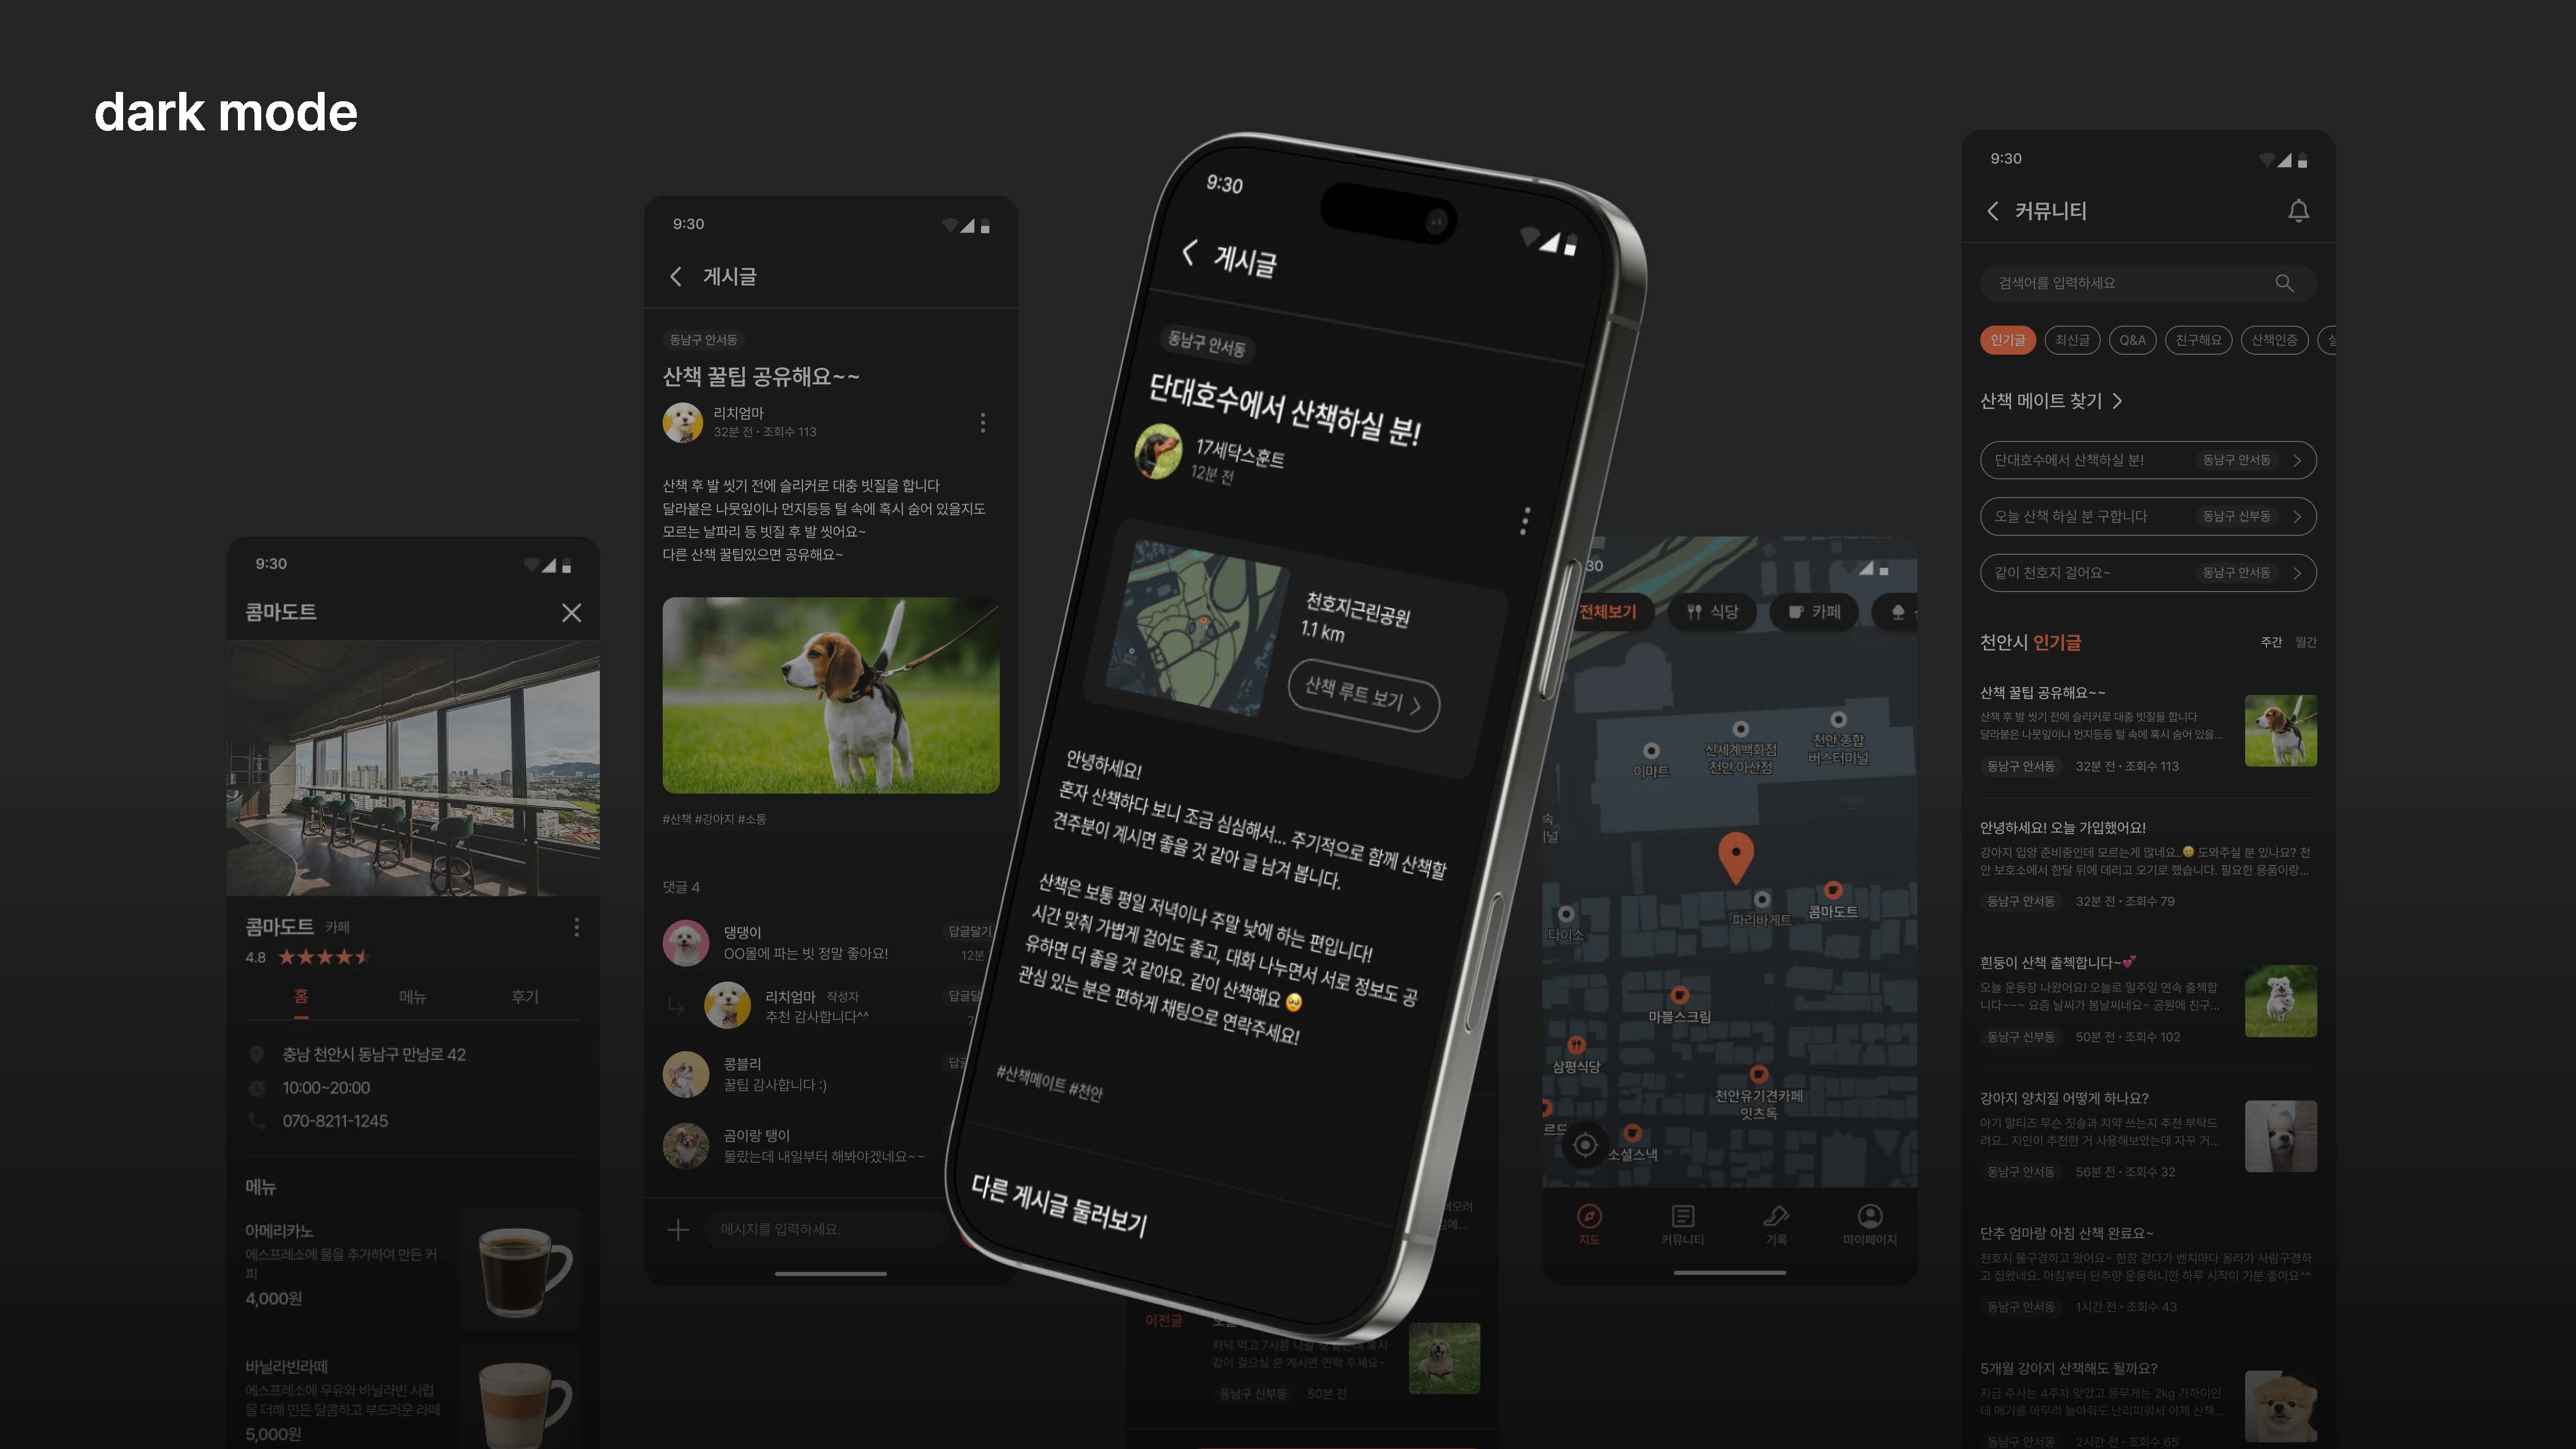 dark mode
9:30
콤마도트
콤마도트 카페
4.8
홈 메뉴 후기
충남 천안시 동남구 만남로 42
10:00~20:00
070-8211-1245
메뉴
아메리카노
에스프레소에 물을 추가하여 만든 커
피
4,000원
바닐라빈라떼
에스프레소에 우유와 바닐라빈 시럽
을 더해 만든 달콤하고 부드러운 라떼
5,000원
9:30
게시글
동남구 안서동
산책 꿀팁 공유해요~~
리치엄마
32분 전 • 조회수 113
산책 후 발 씻기 전에 슬리커로 대충 빗질을 합니다
달라붙은 나뭇잎이나 먼지등등 털 속에 혹시 숨어 있을지도
모르는 날파리 등 빗질 후 발 씻어요~
다른 산책 꿀팁있으면 공유해요~
#산책 #강아지 #소통
댓글 4
댕댕이 답글달기
OO몰에 파는 빗 정말 좋아요! 12분
리치엄마 작성자 답글달
추천 감사합니다^^ 7
콩블리 답글
꿀팁 감사합니다 :)
곰이랑 탱이
몰랐는데 내일부터 해봐야겠네요~~
메시지를 입력하세요.
9:30
게시글
동남구 안서동
단대호수에서 산책하실 분!
17세닥스훈트
12분 전
천호지근린공원
1.1 km
산책 루트 보기
안녕하세요!
혼자 산책하다 보니 조금 심심해서... 주기적으로 함께 산책할
견주분이 계시면 좋을 것 같아 글 남겨 봅니다.
산책은 보통 평일 저녁이나 주말 낮에 하는 편입니다!
시간 맞춰 가볍게 걸어도 좋고, 대화 나누면서 서로 정보도 공
유하면 더 좋을 것 같아요. 같이 산책해요 🥹
관심 있는 분은 편하게 채팅으로 연락주세요!
#산책메이트 #천안
다른 게시글 둘러보기
이전글
저녁 먹고 7시쯤 나갈 것 같은데 혹시
같이 걸으실 분 계시면 연락 주세요~
동남구 신부동 50분 전
30
전체보기 식당 카페
이마트
신세계백화점
천안 아산점
천안 종합
버스터미널
파리바게트
콤마도트
다이소
마블스크림
삼평식당
천안유기견카페
잇츠독
소셜스낵
지도 커뮤니티 기록 마이페이지
9:30
커뮤니티
검색어를 입력하세요
인기글 최신글 Q&A 친구해요 산책인증
산책 메이트 찾기
단대호수에서 산책하실 분! 동남구 안서동
오늘 산책 하실 분 구합니다 동남구 신부동
같이 천호지 걸어요~ 동남구 안서동
천안시 인기글 주간 월간
산책 꿀팁 공유해요~~
산책 후 발 씻기 전에 슬리커로 대충 빗질을 합니다
달라붙은 나뭇잎이나 먼지등등 털 속에 혹시 숨어 있을...
동남구 안서동 32분 전 • 조회수 113
안녕하세요! 오늘 가입했어요!
강아지 입양 준비중인데 모르는게 많네요..🥹 도와주실 분 있나요? 천
안 보호소에서 한달 뒤에 데리고 오기로 했습니다. 필요한 용품이랑...
동남구 안서동 32분 전 • 조회수 79
흰둥이 산책 출첵합니다~💕
오늘 운동장 나왔어요! 오늘로 일주일 연속 출첵합
니다~~~ 요즘 날씨가 봄날씨네요~ 공원에 친구...
동남구 신부동 50분 전 • 조회수 102
강아지 양치질 어떻게 하나요?
아기 말티즈 무슨 칫솔과 치약 쓰는지 추천 부탁드
려요.. 지인이 추천한 거 사용해보았는데 자꾸 거...
동남구 안서동 56분 전 • 조회수 32
단추 엄마랑 아침 산책 완료요~
천호지 물구경하고 왔어요~ 한참 걷다가 벤치마다 올라가 사람구경하
고 집왔네요. 아침부터 단추랑 운동하니깐 하루 시작이 기분 좋아요^^
동남구 안서동 1시간 전 • 조회수 43
5개월 강아지 산책해도 될까요?
지금 주사는 4주차 맞았고 몸무게는 2kg 가까이인
데 애기를 아무리 놀아줘도 난리피워서 이제 산책...
동남구 안서동 2시간 전 • 조회수 65